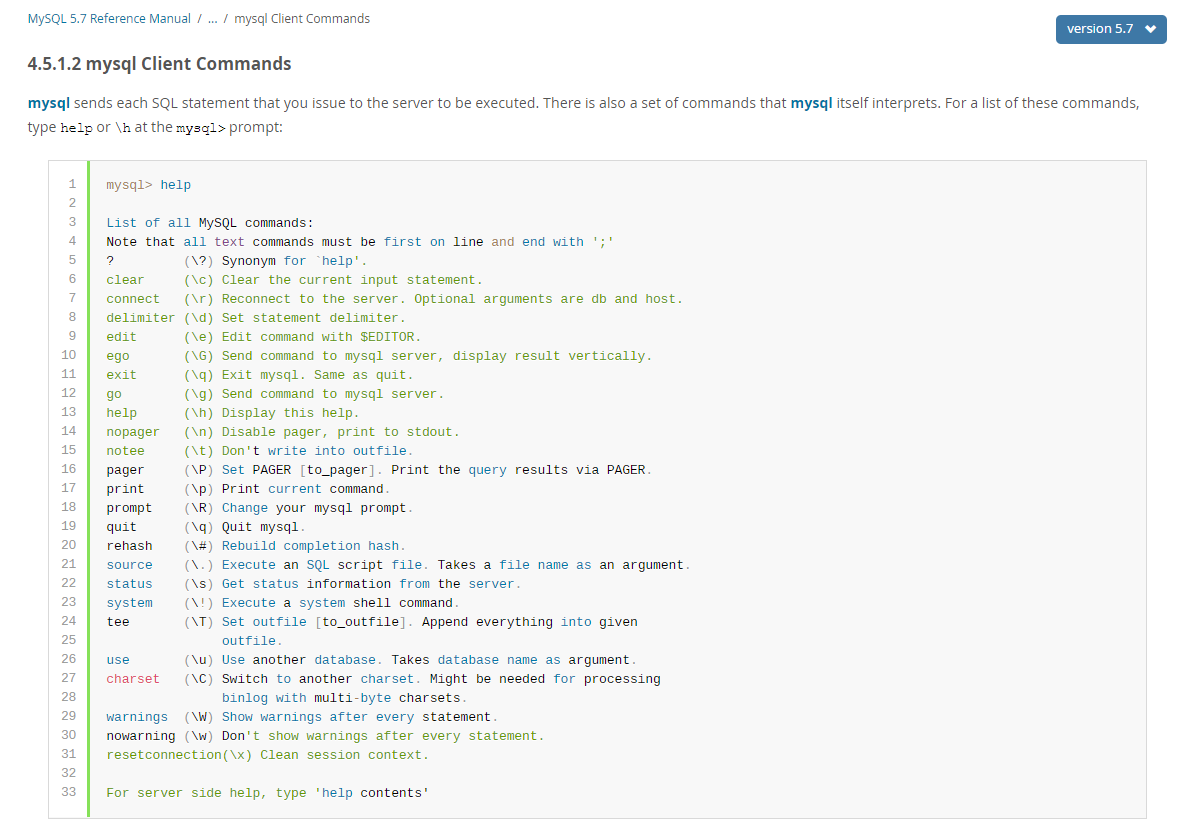 MySQL 5.7 Reference Manual / ... / mysql Client Commands
version 5.7
4.5.1.2 mysql Client Commands
mysql sends each SQL statement that you issue to the server to be executed. There is also a set of commands that mysql itself interprets. For a list of these commands,
type help or \h at the mysql> prompt:
1 mysql> help
2
3 List of all MySQL commands:
4 Note that all text commands must be first on line and end with ';'
5 ?         (\?) Synonym for `help'.
6 clear     (\c) Clear the current input statement.
7 connect   (\r) Reconnect to the server. Optional arguments are db and host.
8 delimiter (\d) Set statement delimiter.
9 edit      (\e) Edit command with $EDITOR.
10 ego       (\G) Send command to mysql server, display result vertically.
11 exit      (\q) Exit mysql. Same as quit.
12 go        (\g) Send command to mysql server.
13 help      (\h) Display this help.
14 nopager   (\n) Disable pager, print to stdout.
15 notee     (\t) Don't write into outfile.
16 pager     (\P) Set PAGER [to_pager]. Print the query results via PAGER.
17 print     (\p) Print current command.
18 prompt    (\R) Change your mysql prompt.
19 quit      (\q) Quit mysql.
20 rehash    (\#) Rebuild completion hash.
21 source    (\.) Execute an SQL script file. Takes a file name as an argument.
22 status    (\s) Get status information from the server.
23 system    (\!) Execute a system shell command.
24 tee       (\T) Set outfile [to_outfile]. Append everything into given
25                outfile.
26 use       (\u) Use another database. Takes database name as argument.
27 charset   (\C) Switch to another charset. Might be needed for processing
28                binlog with multi-byte charsets.
29 warnings  (\W) Show warnings after every statement.
30 nowarning (\w) Don't show warnings after every statement.
31 resetconnection(\x) Clean session context.
32
33 For server side help, type 'help contents'